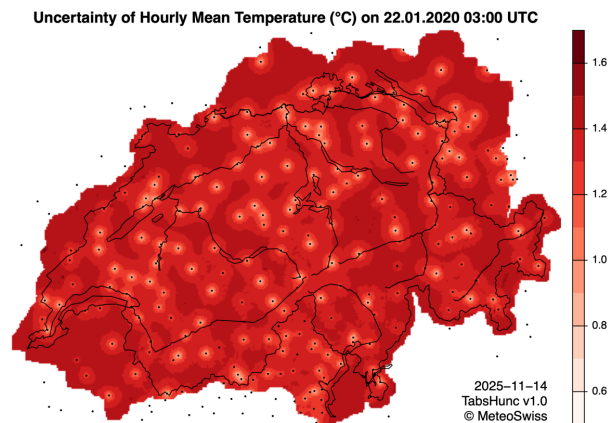 Uncertainty of Hourly Mean Temperature (°C) on 22.01.2020 03:00 UTC
1.6
1.4
1.2
1.0
0.8
0.6
2025−11−14
TabsHunc v1.0
© MeteoSwiss